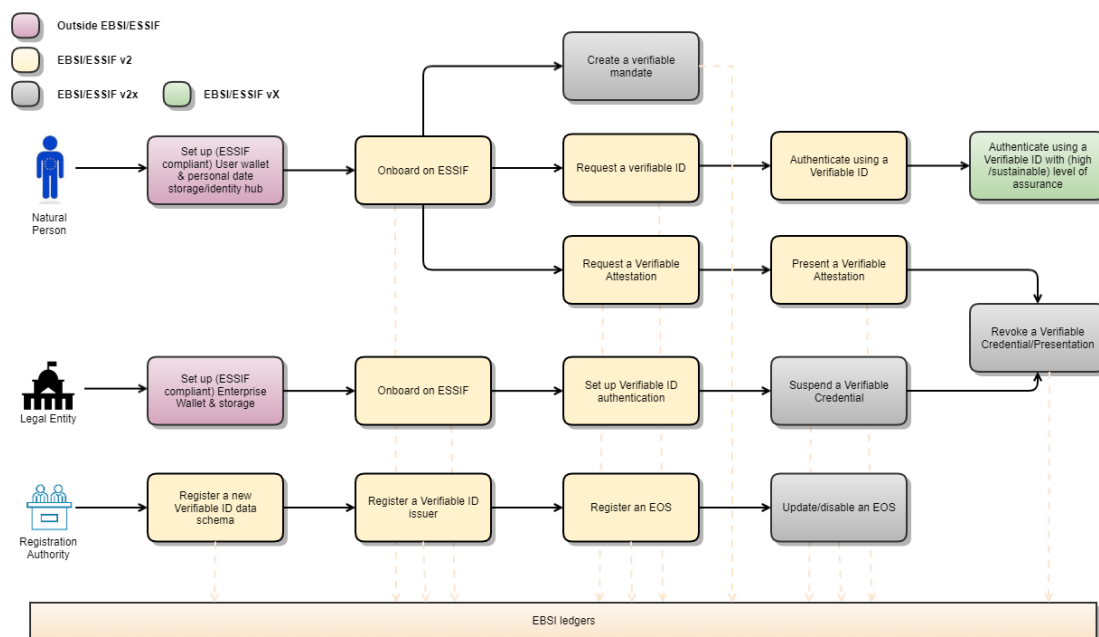 Outside EBSI/ESSIF
EBSI/ESSIF v2
EBSI/ESSIF v2x
EBSI/ESSIF vX
Create a verifiable
mandate
Natural
Person
Set up (ESSIF
compliant) User wallet
& personal date
storage/identity hub
Onboard on ESSIF
Request a verifiable ID
Authenticate using a
Verifiable ID
Authenticate using a
Verifiable ID with (high
/sustainable) level of
assurance
Request a Verifiable
Attestation
Present a Verifiable
Attestation
Revoke a Verifiable
Credential/Presentation
Legal Entity
Set up (ESSIF
compliant) Enterprise
Wallet & storage
Onboard on ESSIF
Set up Verifiable ID
authentication
Suspend a Verifiable
Credential
Registration
Authority
Register a new
Verifiable ID data
schema
Register a Verifiable ID
issuer
Register an EOS
Update/disable an EOS
EBSI ledgers